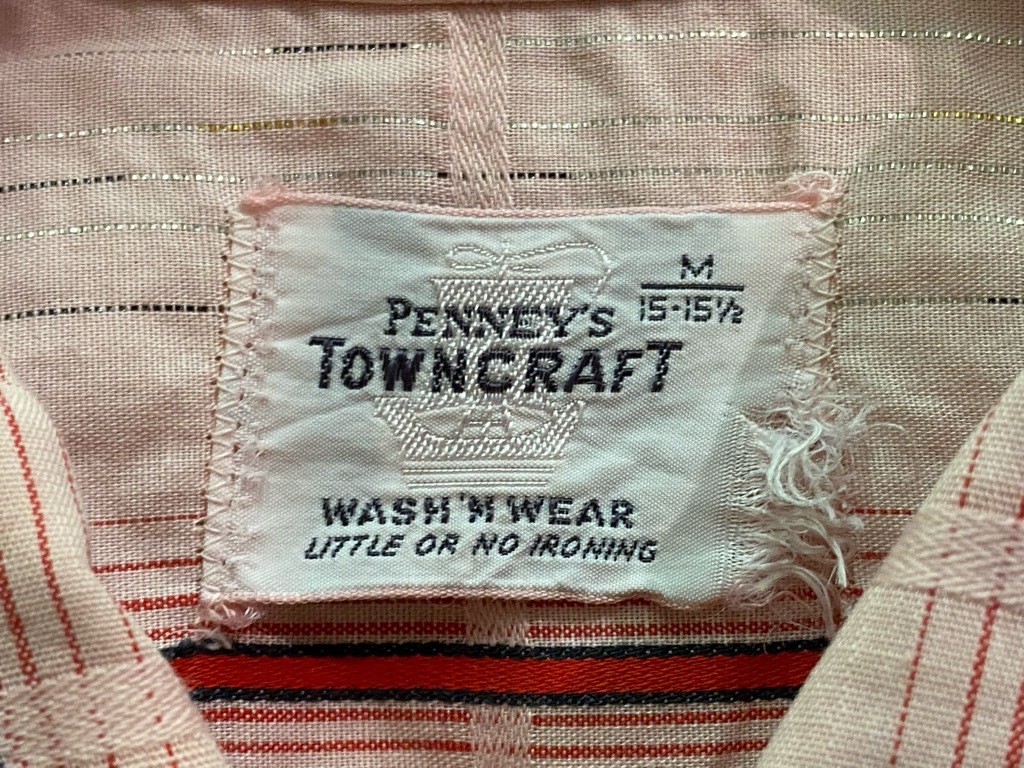 M
15-15½
PENNEY'S
TOWNCRAFT
WASH 'N WEAR
LITTLE OR NO IRONING